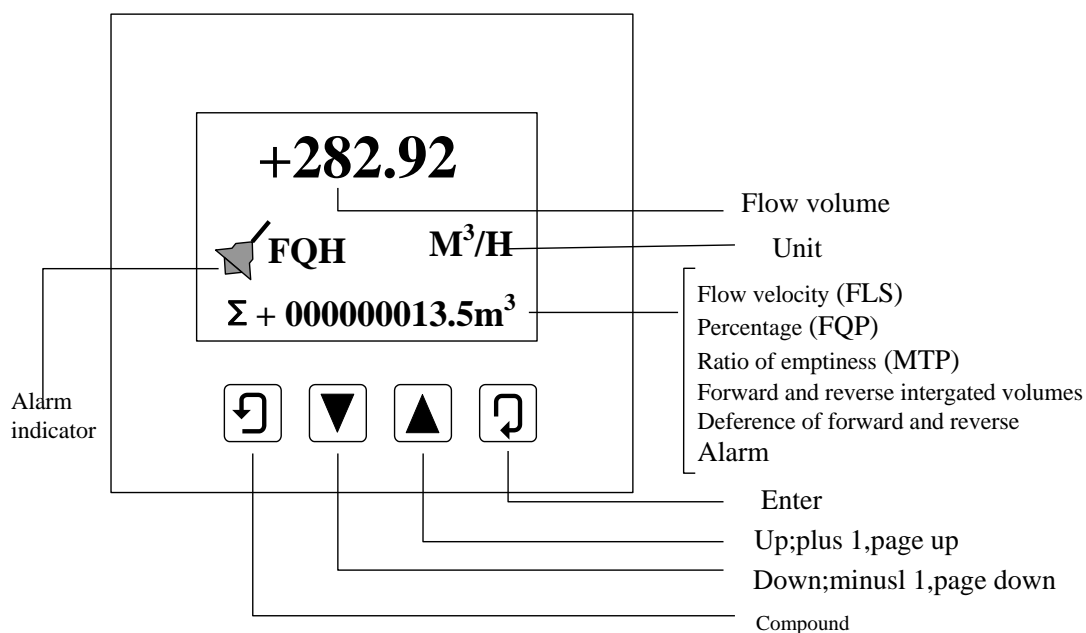 +282.92
Flow volume
FQH M³/H
Unit
Σ + 000000013.5m³
Flow velocity (FLS)
Percentage (FQP)
Ratio of emptiness (MTP)
Forward and reverse intergated volumes
Deference of forward and reverse
Alarm
Alarm
indicator
Enter
Up;plus 1,page up
Down;minusl 1,page down
Compound